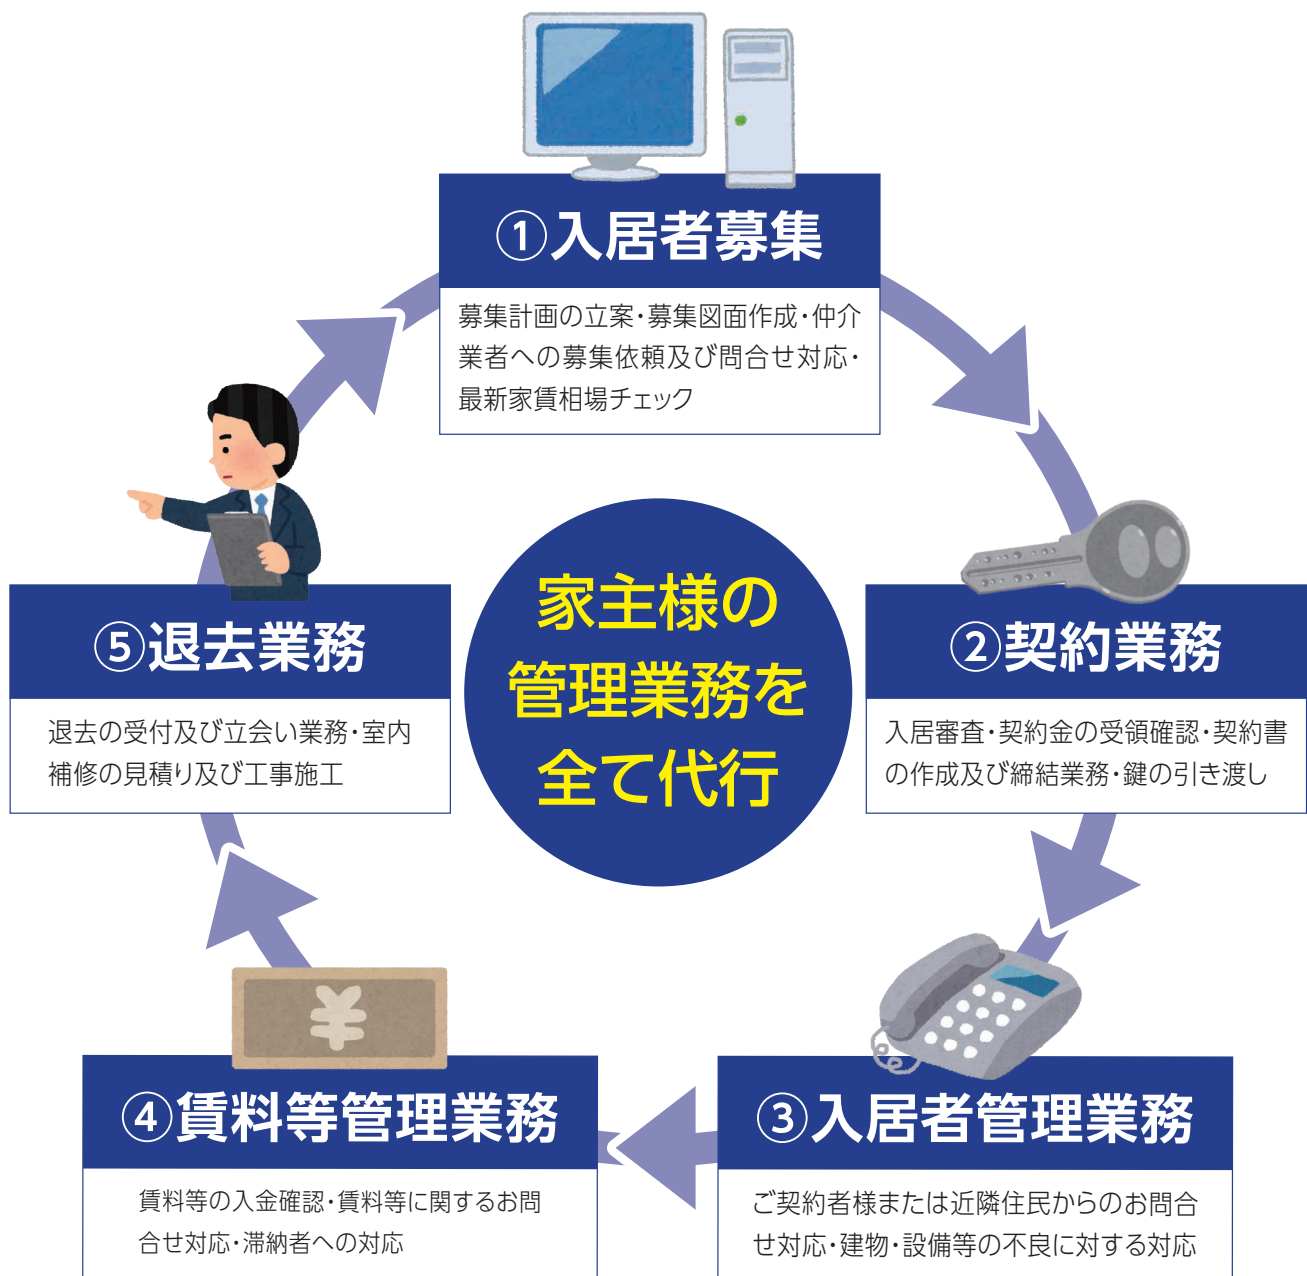 ①入居者募集
募集計画の立案・募集図面作成・仲介
業者への募集依頼及び問合せ対応・
最新家賃相場チェック
家主様の
管理業務を
全て代行
②契約業務
入居審査・契約金の受領確認・契約書
の作成及び締結業務・鍵の引き渡し
③入居者管理業務
ご契約者様または近隣住民からのお問合
せ対応・建物・設備等の不良に対する対応
④賃料等管理業務
賃料等の入金確認・賃料等に関するお問
合せ対応・滞納者への対応
⑤退去業務
退去の受付及び立会い業務・室内
補修の見積り及び工事施工
¥